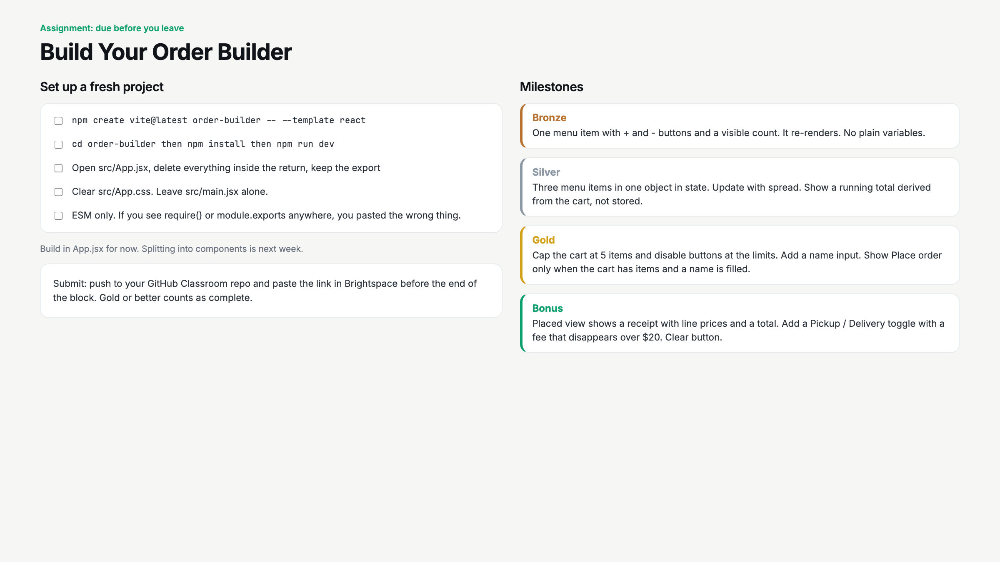 Assignment: due before you leave
Build Your Order Builder
Set up a fresh project
npm create vite@latest order-builder -- --template react
cd order-builder then npm install then npm run dev
Open src/App.jsx, delete everything inside the return, keep the export
Clear src/App.css. Leave src/main.jsx alone.
ESM only. If you see require() or module.exports anywhere, you pasted the wrong thing.
Build in App.jsx for now. Splitting into components is next week.
Submit: push to your GitHub Classroom repo and paste the link in Brightspace before the end of
the block. Gold or better counts as complete.
Milestones
Bronze
One menu item with + and - buttons and a visible count. It re-renders. No plain variables.
Silver
Three menu items in one object in state. Update with spread. Show a running total derived
from the cart, not stored.
Gold
Cap the cart at 5 items and disable buttons at the limits. Add a name input. Show Place order
only when the cart has items and a name is filled.
Bonus
Placed view shows a receipt with line prices and a total. Add a Pickup / Delivery toggle with a
fee that disappears over $20. Clear button.